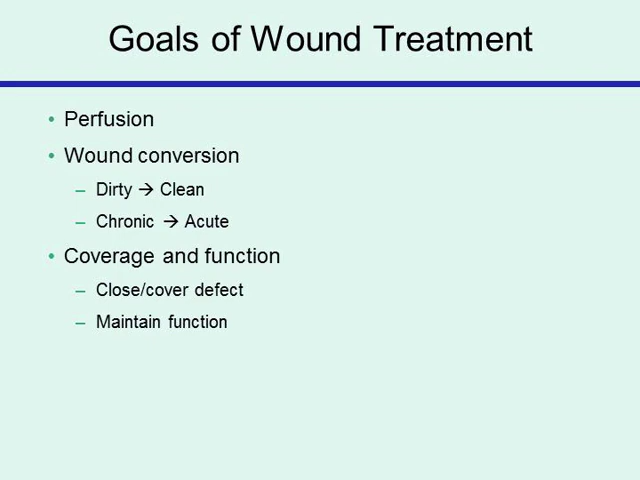 Goals of Wound Treatment
• Perfusion
• Wound conversion
– Dirty → Clean
– Chronic → Acute
• Coverage and function
– Close/cover defect
– Maintain function